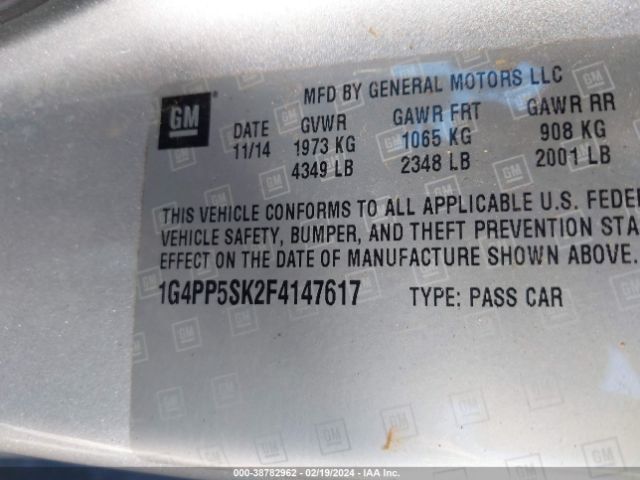 MFD BY GENERAL MOTORS LLC
GM
DATE GVWR GAWR FRT GAWR RR
11/14 1973 KG 1065 KG 908 KG
4349 LB 2348 LB 2001 LB
THIS VEHICLE CONFORMS TO ALL APPLICABLE U.S. FEDE
VEHICLE SAFETY, BUMPER, AND THEFT PREVENTION STA
EFFECT ON THE DATE OF MANUFACTURE SHOWN ABOVE.
1G4PP5SK2F4147617 TYPE: PASS CAR
000-38782962 - 02/19/2024 - IAA Inc.